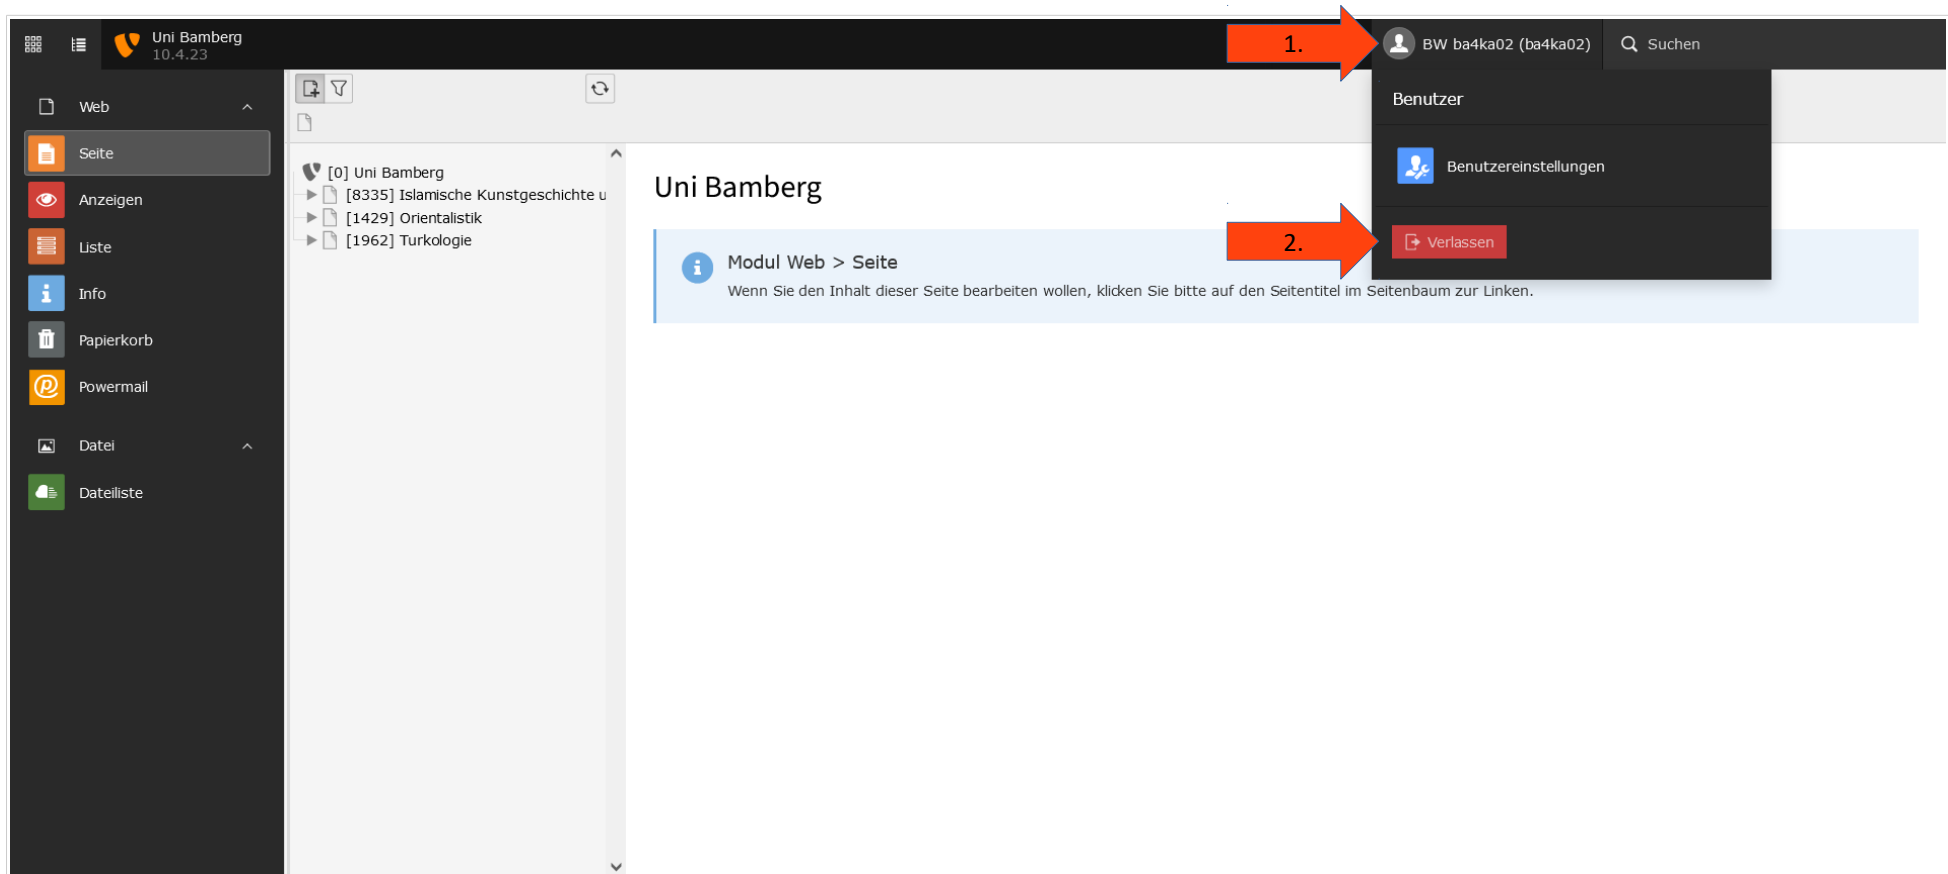 Uni Bamberg
10.4.23
1.
BW ba4ka02 (ba4ka02)
Suchen
Web
Seite
Anzeigen
Liste
Info
Papierkorb
Powermail
Datei
Dateiliste
[0] Uni Bamberg
[8335] Islamische Kunstgeschichte u
[1429] Orientalistik
[1962] Turkologie
Uni Bamberg
Modul Web > Seite
Wenn Sie den Inhalt dieser Seite bearbeiten wollen, klicken Sie bitte auf den Seitentitel im Seitenbaum zur Linken.
Benutzer
Benutzereinstellungen
2.
Verlassen